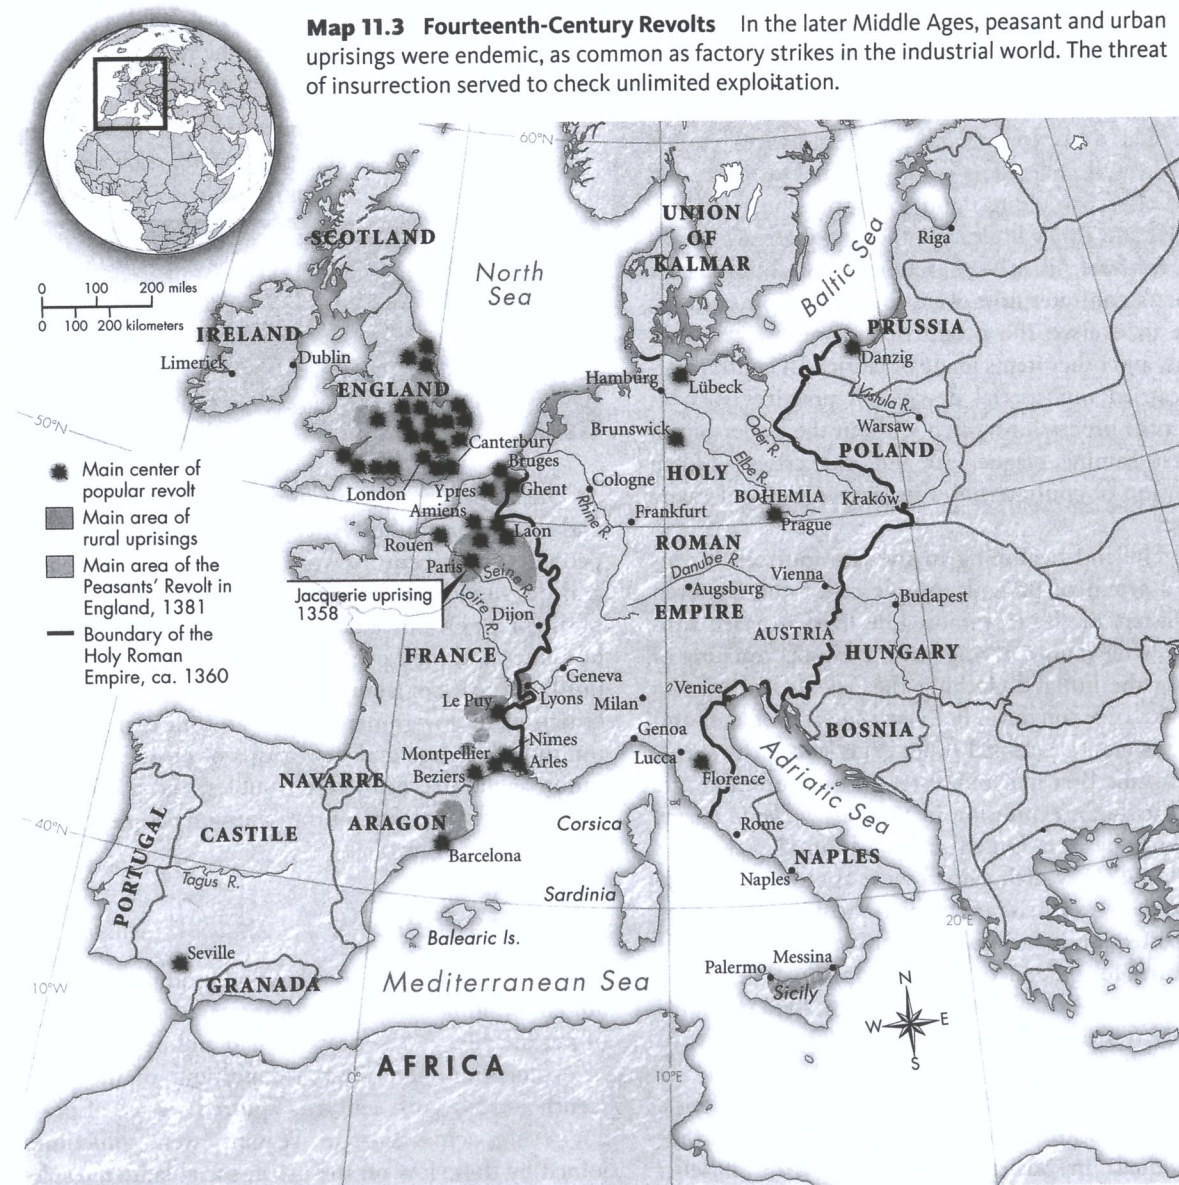 Map 11.3 Fourteenth-Century Revolts In the later Middle Ages, peasant and urban
uprisings were endemic, as common as factory strikes in the industrial world. The threat
of insurrection served to check unlimited exploitation.
60°N
SCOTLAND
UNION
OF
KALMAR
Riga
Baltic Sea
North
Sea
0 100 200 miles
0 100 200 kilometers
IRELAND
Limerick
Dublin
PRUSSIA
Danzig
ENGLAND
Hamburg
Lübeck
Vistula R.
Warsaw
50°N
Brunswick
Oder R.
POLAND
Canterbury
Bruges
HOLY
Elbe R.
Main center of
popular revolt
London
Ypres
Ghent
Cologne
BOHEMIA
Kraków
Amiens
Rhine R.
Frankfurt
Prague
Main area of
rural uprisings
Rouen
Laon
ROMAN
Main area of the
Peasants' Revolt in
England, 1381
Paris
Seine R.
Danube R.
Vienna
Jacquerie uprising
1358
Loire R.
Augsburg
Budapest
Dijon
EMPIRE
Boundary of the
Holy Roman
Empire, ca. 1360
AUSTRIA
FRANCE
HUNGARY
Geneva
Le Puy
Lyons
Milan
Venice
Genoa
BOSNIA
Montpellier
Nimes
Lucca
NAVARRE
Beziers
Arles
Florence
Adriatic Sea
40°N
PORTUGAL
CASTILE
ARAGON
Corsica
Rome
Barcelona
NAPLES
Tagus R.
Naples
Sardinia
20°E
Balearic Is.
Seville
Messina
Palermo
GRANADA
Mediterranean Sea
Sicily
10°W
N
W E
S
AFRICA
0°
10°E